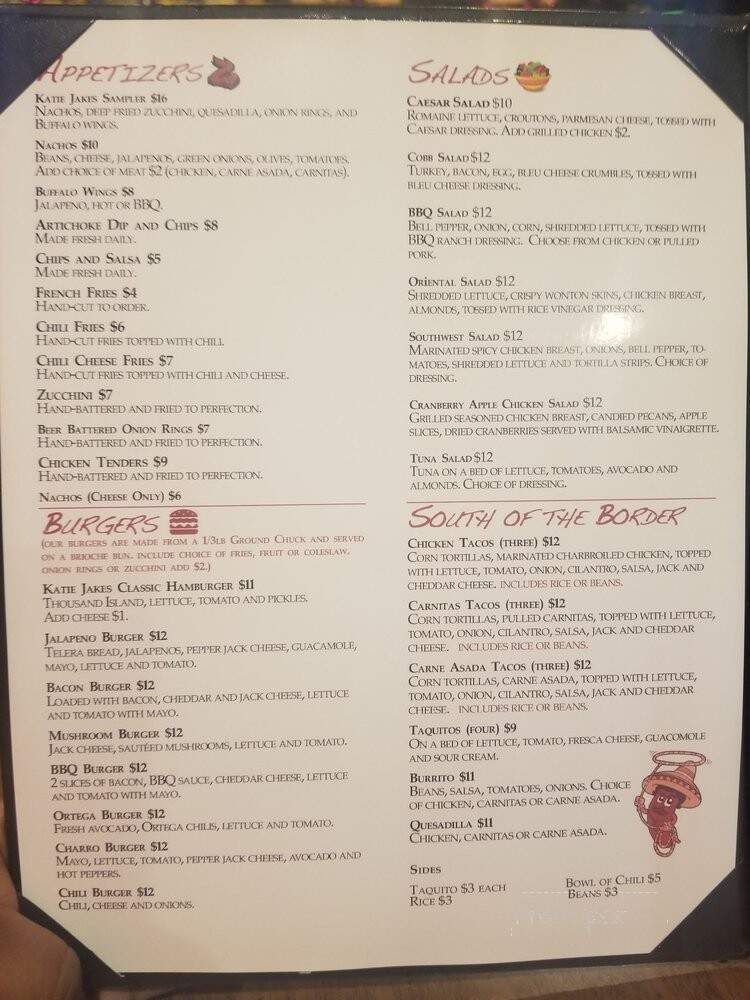 Appetizers
Katie Jakes Sampler $16
Nachos, deep fried zucchini, quesadilla, onion rings, and
Buffalo wings.
Nachos $10
Beans, cheese, jalapenos, green onions, olives, tomatoes.
Add choice of meat $2 (chicken, carne asada, carnitas).
Buffalo Wings $8
Jalapeno, hot or BBQ.
Artichoke Dip and Chips $8
Made fresh daily.
Chips and Salsa $5
Made fresh daily.
French Fries $4
Hand-cut to order.
Chili Fries $6
Hand-cut fries topped with chili.
Chili Cheese Fries $7
Hand-cut fries topped with chili and cheese.
Zucchini $7
Hand-battered and fried to perfection.
Beer Battered Onion Rings $7
Hand-battered and fried to perfection.
Chicken Tenders $9
Hand-battered and fried to perfection.
Nachos (Cheese Only) $6
Burgers
(our burgers are made from a 1/3lb Ground Chuck and served
on a brioche bun. include choice of fries, fruit or coleslaw.
onion rings or zucchini add $2.)
Katie Jakes Classic Hamburger $11
Thousand Island, lettuce, tomato and pickles.
Add cheese $1.
Jalapeno Burger $12
Telera bread, jalapenos, pepper jack cheese, guacamole,
mayo, lettuce and tomato.
Bacon Burger $12
Loaded with bacon, cheddar and jack cheese, lettuce
and tomato with mayo.
Mushroom Burger $12
Jack cheese, sautéed mushrooms, lettuce and tomato.
BBQ Burger $12
2 slices of bacon, BBQ sauce, cheddar cheese, lettuce
and tomato with mayo.
Ortega Burger $12
Fresh avocado, Ortega chilis, lettuce and tomato.
Charro Burger $12
Mayo, lettuce, tomato, pepper jack cheese, avocado and
hot peppers.
Chili Burger $12
Chili, cheese and onions.
Salads
Caesar Salad $10
Romaine lettuce, croutons, parmesan cheese, tossed with
Caesar dressing. Add grilled chicken $2.
Cobb Salad $12
Turkey, bacon, egg, bleu cheese crumbles, tossed with
bleu cheese dressing.
BBQ Salad $12
Bell pepper, onion, corn, shredded lettuce, tossed with
BBQ ranch dressing. Choose from chicken or pulled
pork.
Oriental Salad $12
Shredded lettuce, crispy wonton skins, chicken breast,
almonds, tossed with rice vinegar dressing.
Southwest Salad $12
Marinated spicy chicken breast, onions, bell pepper, to-
matoes, shredded lettuce and tortilla strips. Choice of
dressing.
Cranberry Apple Chicken Salad $12
Grilled seasoned chicken breast, candied pecans, apple
slices, dried cranberries served with balsamic vinaigrette.
Tuna Salad $12
Tuna on a bed of lettuce, tomatoes, avocado and
almonds. Choice of dressing.
South of the Border
Chicken Tacos (three) $12
Corn tortillas, marinated charbroiled chicken, topped
with lettuce, tomato, onion, cilantro, salsa, jack and
cheddar cheese. includes rice or beans.
Carnitas Tacos (three) $12
Corn tortillas, pulled carnitas, topped with lettuce,
tomato, onion, cilantro, salsa, jack and cheddar
cheese. includes rice or beans.
Carne Asada Tacos (three) $12
Corn tortillas, carne asada, topped with lettuce,
tomato, onion, cilantro, salsa, jack and cheddar
cheese. includes rice or beans.
Taquitos (four) $9
On a bed of lettuce, tomato, fresca cheese, guacomole
and sour cream.
Burrito $11
Beans, salsa, tomatoes, onions. Choice
of chicken, carnitas or carne asada.
Quesadilla $11
Chicken, carnitas or carne asada.
Sides
Taquito $3 each
Rice $3
Bowl of Chili $5
Beans $3